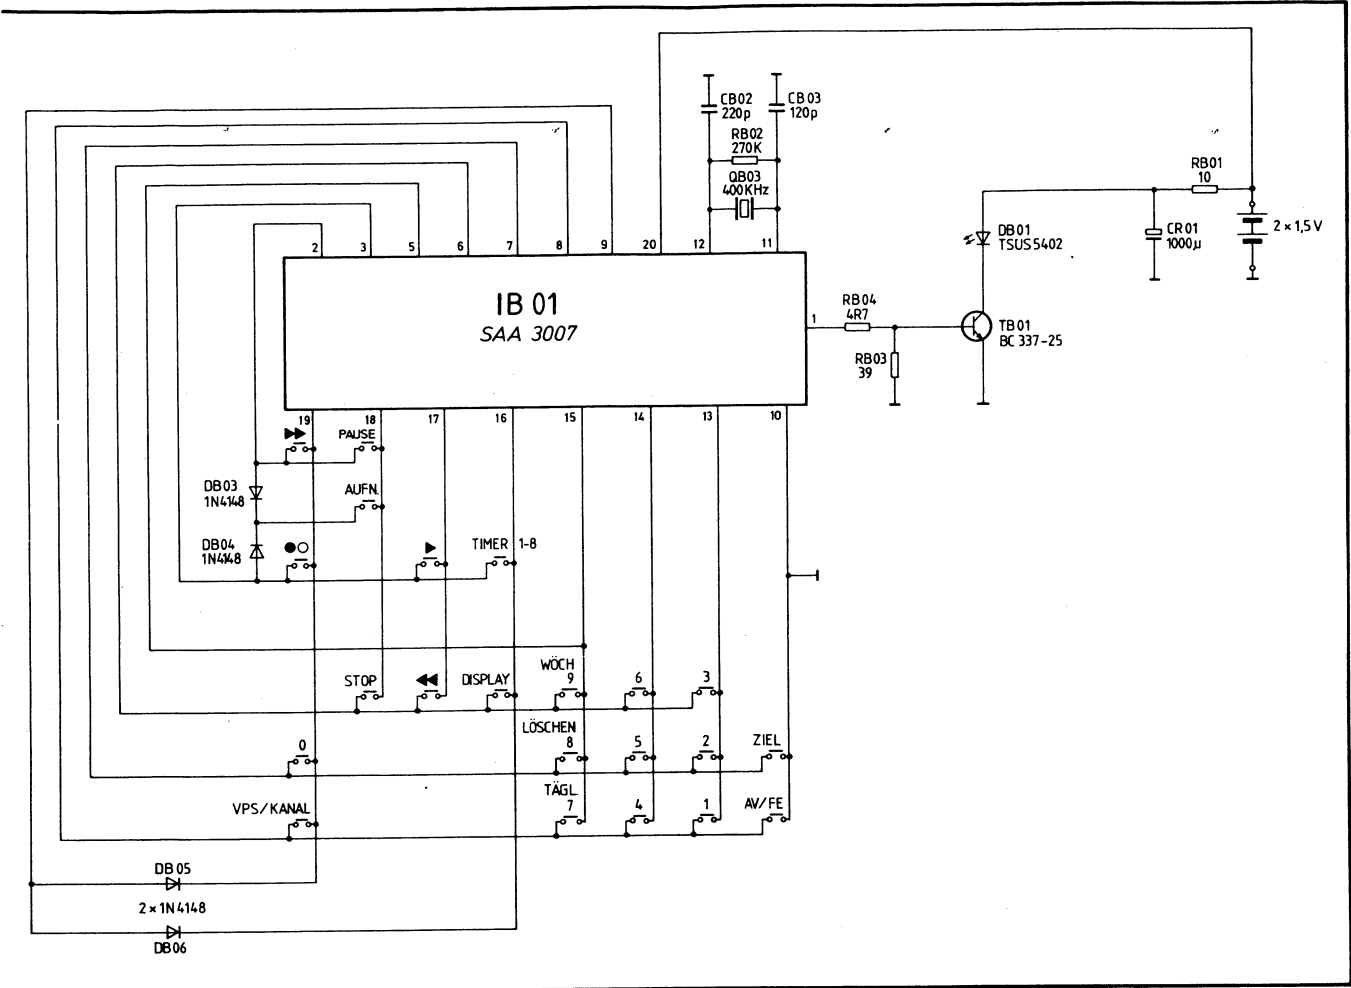 CB02
220p
CB03
120p
RB02
270K
QB03
400KHz
RB01
10
2 × 1,5 V
CR01
1000µ
DB01
TSUS5402
2
3
5
6
7
8
9
20
12
11
IB 01
SAA 3007
1
RB04
4R7
RB03
39
TB01
BC 337-25
19
18
17
16
15
14
13
10
PAUSE
DB03
1N4148
AUFN.
DB04
1N4148
TIMER 1-8
STOP
DISPLAY
WÖCH
9
6
3
LÖSCHEN
0
8
5
2
ZIEL
TÄGL.
VPS/KANAL
7
4
1
AV/FE
DB05
2 × 1N4148
DB06